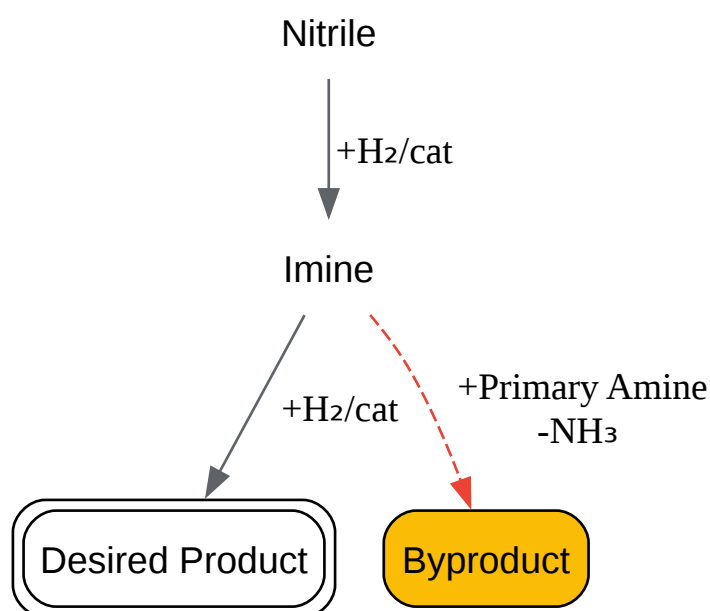 Nitrile
+H₂/cat
Imine
+H₂/cat
+Primary Amine
-NH₃
Desired Product
Byproduct